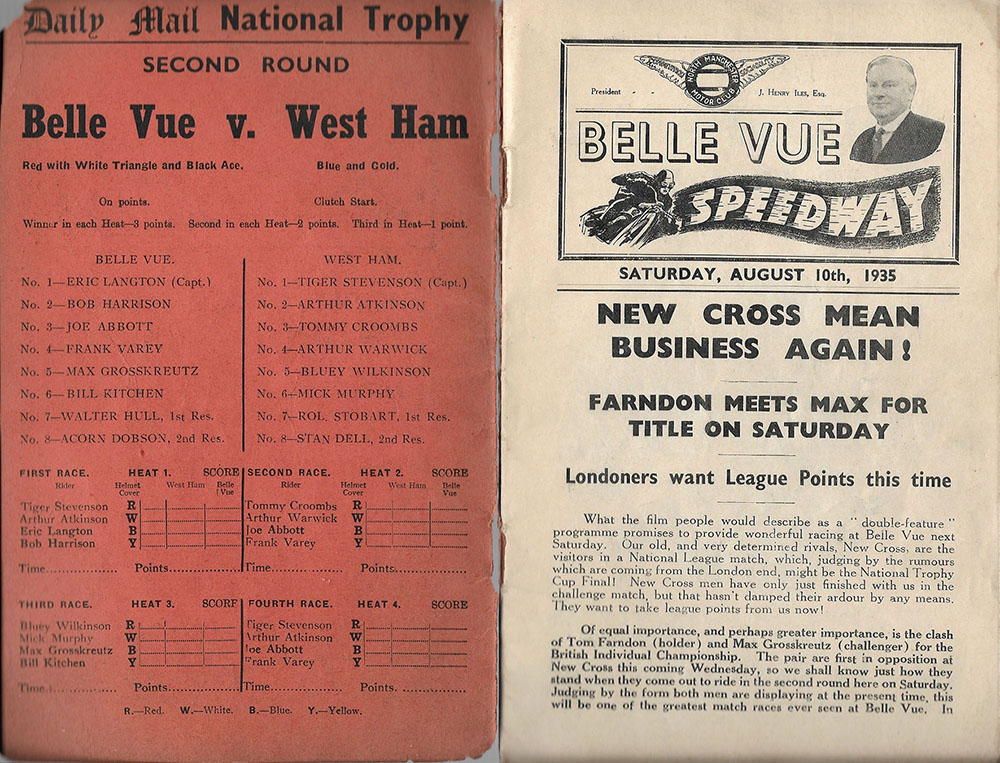 Daily Mail National Trophy
SECOND ROUND
Belle Vue v. West Ham
Red with White Triangle and Black Ace. Blue and Gold.
On points. Clutch Start.
Winner in each Heat—3 points. Second in each Heat—2 points. Third in Heat—1 point.
BELLE VUE.
No. 1—ERIC LANGTON (Capt.)
No. 2—BOB HARRISON
No. 3—JOE ABBOTT
No. 4—FRANK VAREY
No. 5—MAX GROSSKREUTZ
No. 6—BILL KITCHEN
No. 7—WALTER HULL, 1st Res.
No. 8—ACORN DOBSON, 2nd Res.
WEST HAM.
No. 1—TIGER STEVENSON (Capt.)
No. 2—ARTHUR ATKINSON
No. 3—TOMMY CROOMBS
No. 4—ARTHUR WARWICK
No. 5—BLUEY WILKINSON
No. 6—MICK MURPHY
No. 7—ROL. STOBART, 1st Res.
No. 8—STAN DELL, 2nd Res.
FIRST RACE. HEAT 1. SCORE
Rider Helmet Cover West Ham Belle Vue
Tiger Stevenson R
Arthur Atkinson W
Eric Langton B
Bob Harrison Y
Time............ Points............
SECOND RACE. HEAT 2. SCORE
Rider Helmet Cover West Ham Belle Vue
Tommy Croombs R
Arthur Warwick W
Joe Abbott B
Frank Varey Y
Time............ Points............
THIRD RACE. HEAT 3. SCORE
Bluey Wilkinson R
Mick Murphy W
Max Grosskreutz B
Bill Kitchen Y
Time............ Points............
FOURTH RACE. HEAT 4. SCORE
Tiger Stevenson R
Arthur Atkinson W
Joe Abbott B
Frank Varey Y
Time............ Points............
R.—Red. W.—White. B.—Blue. Y.—Yellow.
NORTH MANCHESTER MOTOR CLUB
President - - J. HENRY ILES, Esq.
BELLE VUE
SPEEDWAY
SATURDAY, AUGUST 10th, 1935
NEW CROSS MEAN
BUSINESS AGAIN!
FARNDON MEETS MAX FOR
TITLE ON SATURDAY
Londoners want League Points this time
What the film people would describe as a "double-feature"
programme promises to provide wonderful racing at Belle Vue next
Saturday. Our old, and very determined rivals, New Cross, are the
visitors in a National League match, which, judging by the rumours
which are coming from the London end, might be the National Trophy
Cup Final! New Cross men have only just finished with us in the
challenge match, but that hasn't damped their ardour by any means.
They want to take league points from us now!
Of equal importance, and perhaps greater importance, is the clash
of Tom Farndon (holder) and Max Grosskreutz (challenger) for the
British Individual Championship. The pair are first in opposition at
New Cross this coming Wednesday, so we shall know just how they
stand when they come out to ride in the second round here on Saturday.
Judging by the form both men are displaying at the present time, this
will be one of the greatest match races ever seen at Belle Vue. In